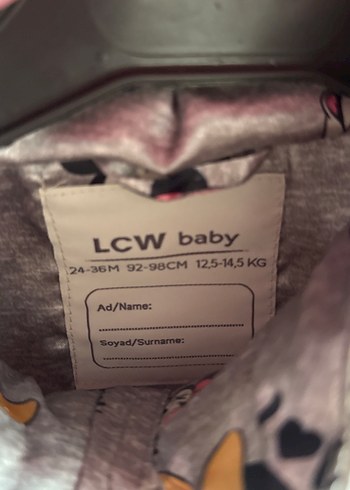 LCW baby
24-36M 92-98CM 12,5-14,5 KG
Ad/Name:
Soyad/Surname: